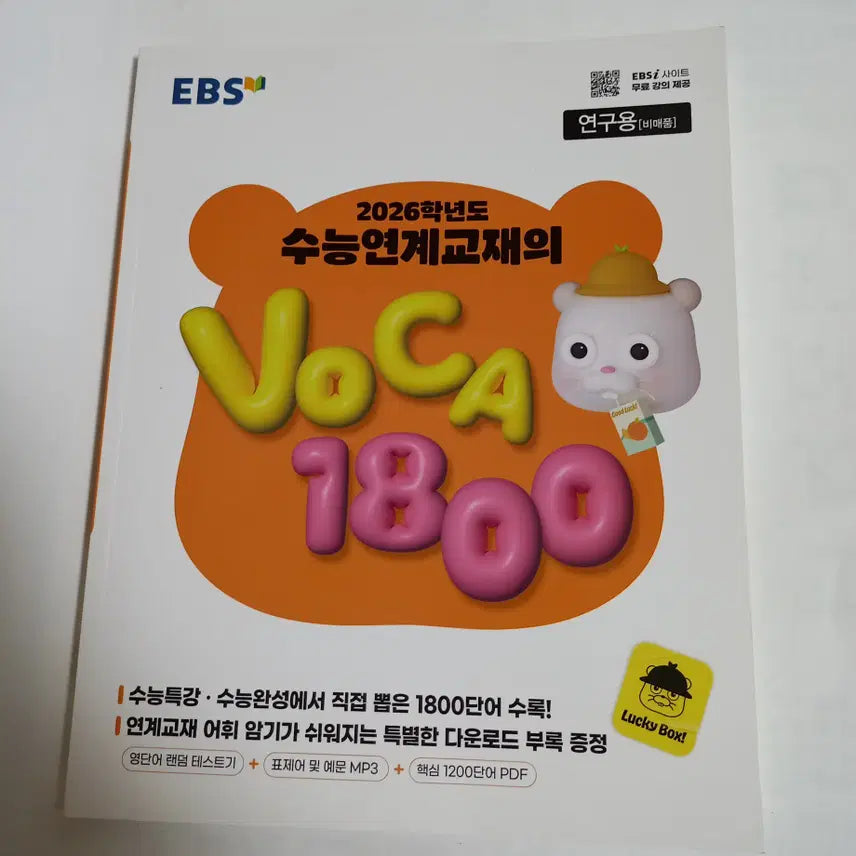 EBS
EBSi 사이트
무료 강의 제공
연구용[비매품]
2026학년도
수능연계교재의
VOCA
1800
Good Luck!
수능특강 · 수능완성에서 직접 뽑은 1800단어 수록!
연계교재 어휘 암기가 쉬워지는 특별한 다운로드 부록 증정
영단어 랜덤 테스트기 + 표제어 및 예문 MP3 + 핵심 1200단어 PDF
Lucky Box!